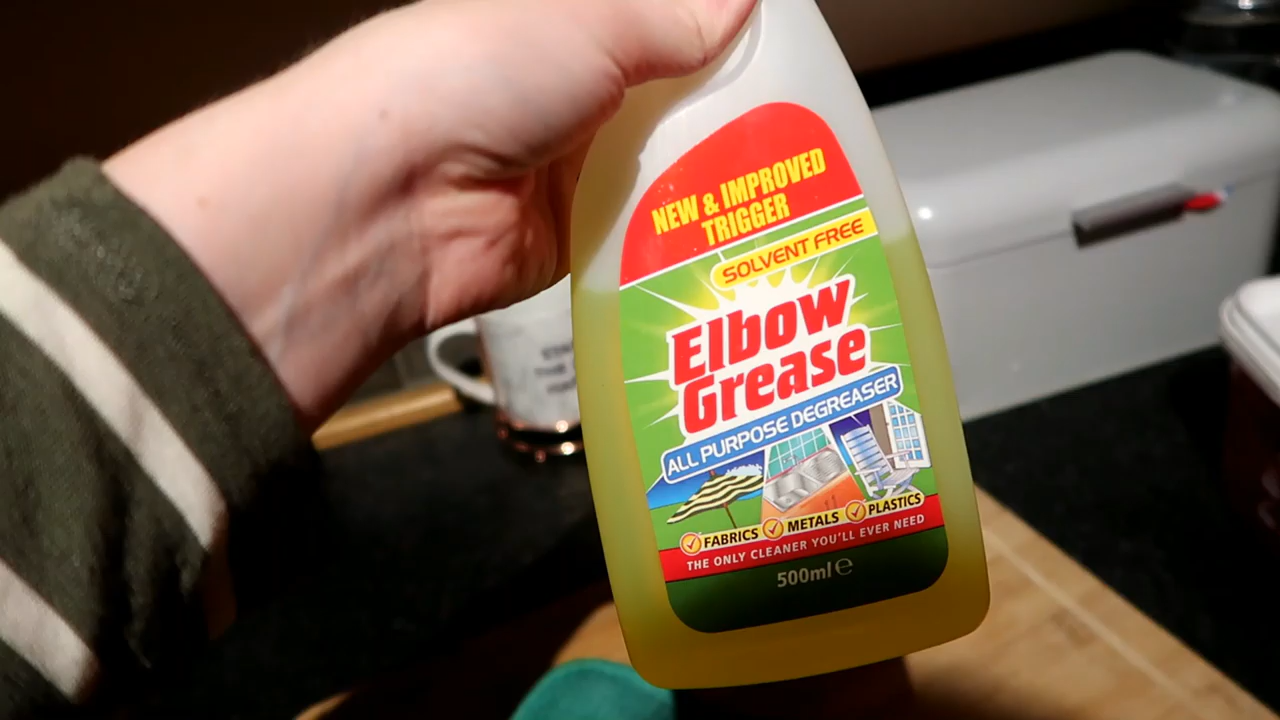 NEW & IMPROVED
TRIGGER
SOLVENT FREE
Elbow
Grease
ALL PURPOSE DEGREASER
FABRICS METALS PLASTICS
THE ONLY CLEANER YOU'LL EVER NEED
500ml℮